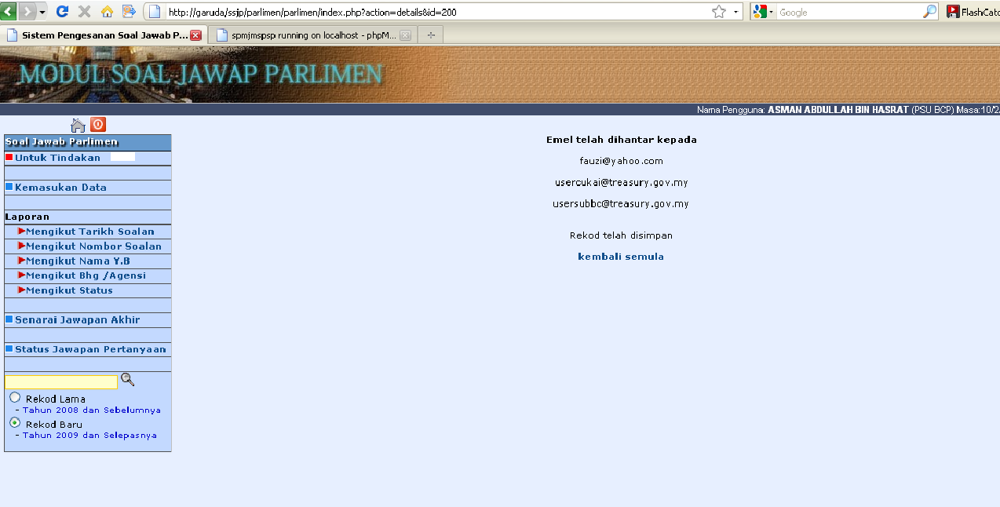 http://garuda/ssjp/parlimen/parlimen/index.php?action=details&id=200
Google
FlashCatc
Sistem Pengesanan Soal Jawab P...
spmjmspsp running on localhost - phpM...
MODUL SOAL JAWAP PARLIMEN
Nama Pengguna: ASMAN ABDULLAH BIN HASRAT (PSU BCP) Masa:10/2
Soal Jawab Parlimen
Untuk Tindakan
Kemasukan Data
Laporan
Mengikut Tarikh Soalan
Mengikut Nombor Soalan
Mengikut Nama Y.B
Mengikut Bhg /Agensi
Mengikut Status
Senarai Jawapan Akhir
Status Jawapan Pertanyaan
Rekod Lama
- Tahun 2008 dan Sebelumnya
Rekod Baru
- Tahun 2009 dan Selepasnya
Emel telah dihantar kepada
fauzi@yahoo.com
usercukai@treasury.gov.my
usersubbc@treasury.gov.my
Rekod telah disimpan
kembali semula